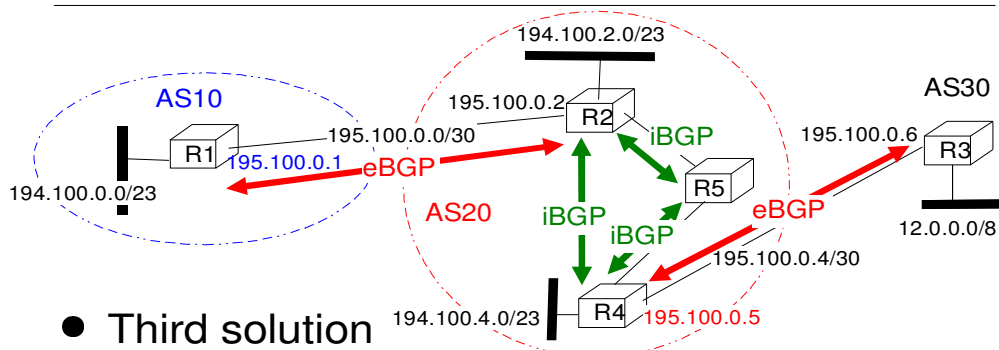 194.100.2.0/23
AS10
AS30
195.100.0.2
R2
iBGP
195.100.0.0/30
195.100.0.6
R1
195.100.0.1
eBGP
R3
194.100.0.0/23
R5
AS20
iBGP
iBGP
eBGP
12.0.0.0/8
195.100.0.4/30
R4
194.100.4.0/23
195.100.0.5
● Third solution